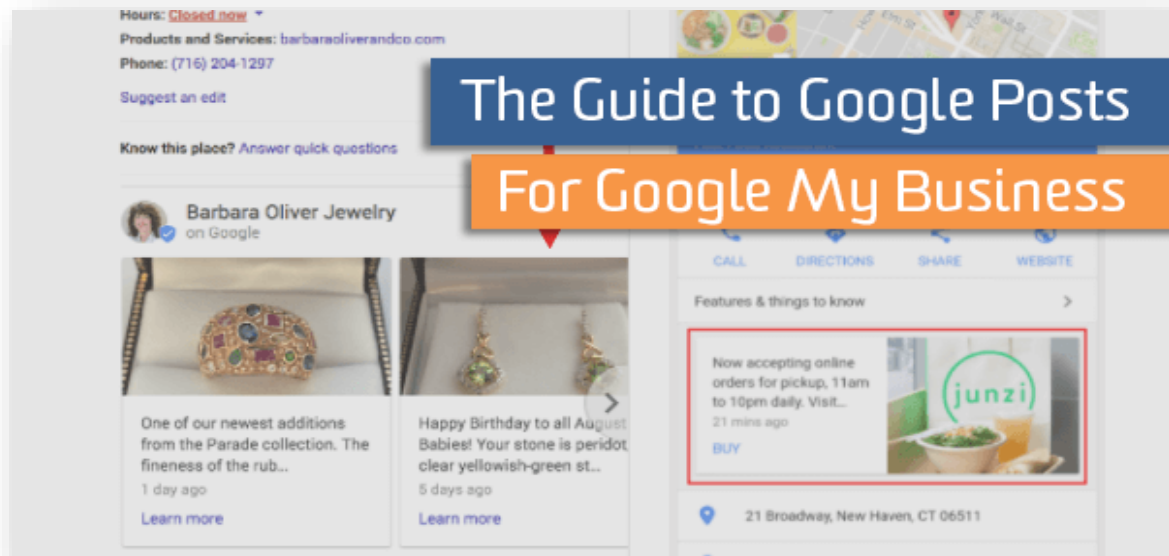 Hours: Closed now
Products and Services: barbaraoliverandco.com
Phone: (716) 204-1297
Suggest an edit
Know this place? Answer quick questions
Barbara Oliver Jewelry
on Google
One of our newest additions
from the Parade collection. The
fineness of the rub...
1 day ago
Learn more
Happy Birthday to all August
Babies! Your stone is peridot,
clear yellowish-green st...
5 days ago
Learn more
The Guide to Google Posts
For Google My Business
Wall St
CALL
DIRECTIONS
SHARE
WEBSITE
Features & things to know
Now accepting online
orders for pickup, 11am
to 10pm daily. Visit...
21 mins ago
BUY
junzi
21 Broadway, New Haven, CT 06511